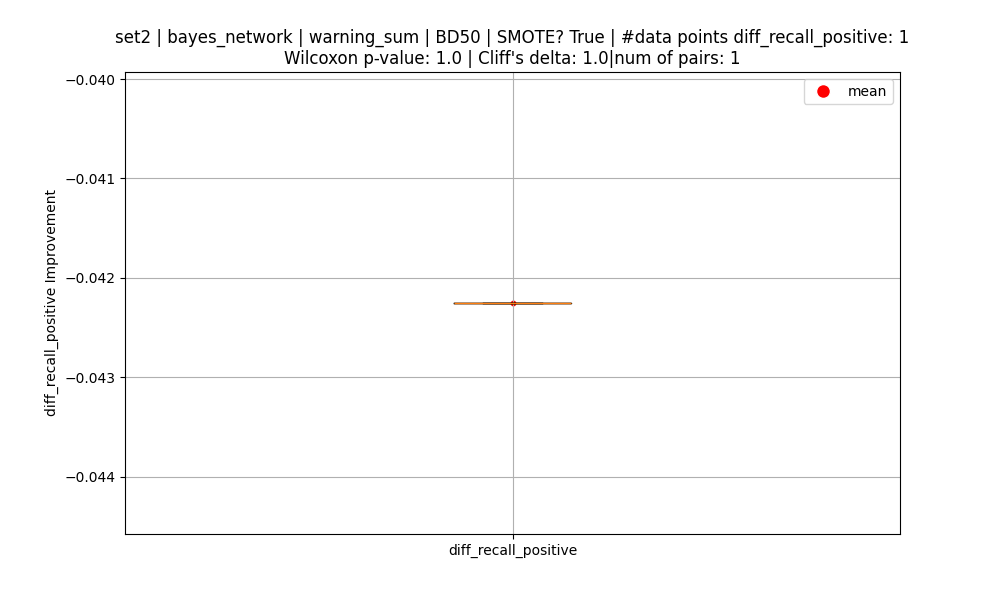 set2 | bayes_network | warning_sum | BD50 | SMOTE? True | #data points diff_recall_positive: 1
Wilcoxon p-value: 1.0 | Cliff's delta: 1.0|num of pairs: 1
mean
−0.040
−0.041
−0.042
−0.043
−0.044
diff_recall_positive Improvement
diff_recall_positive